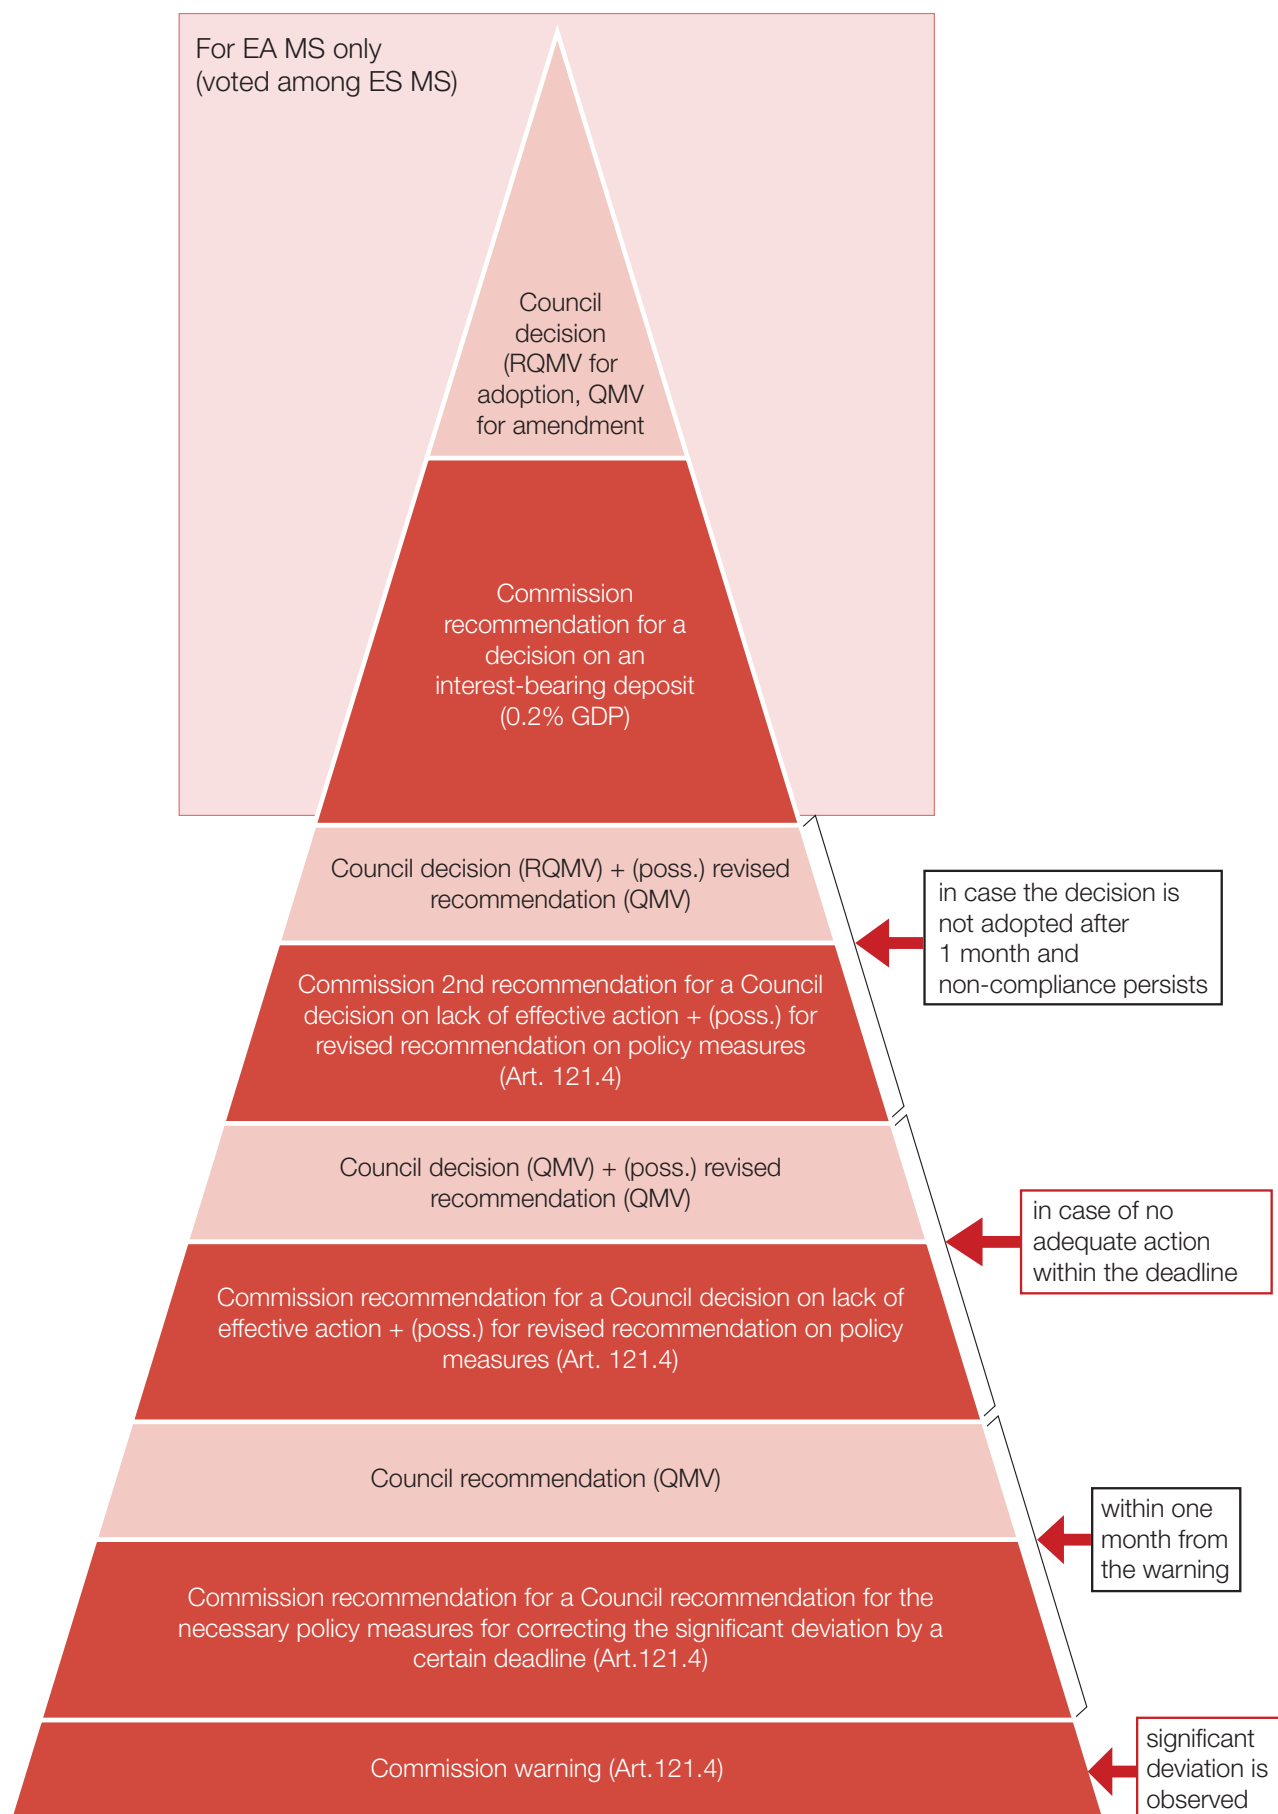 For EA MS only
(voted among ES MS)
Council
decision
(RQMV for
adoption, QMV
for amendment
Commission
recommendation for a
decision on an
interest-bearing deposit
(0.2% GDP)
Council decision (RQMV) + (poss.) revised
recommendation (QMV)
in case the decision is
not adopted after
1 month and
non-compliance persists
Commission 2nd recommendation for a Council
decision on lack of effective action + (poss.) for
revised recommendation on policy measures
(Art. 121.4)
Council decision (QMV) + (poss.) revised
recommendation (QMV)
in case of no
adequate action
within the deadline
Commission recommendation for a Council decision on lack of
effective action + (poss.) for revised recommendation on policy
measures (Art. 121.4)
Council recommendation (QMV)
within one
month from
the warning
Commission recommendation for a Council recommendation for the
necessary policy measures for correcting the significant deviation by a
certain deadline (Art.121.4)
Commission warning (Art.121.4)
significant
deviation is
observed